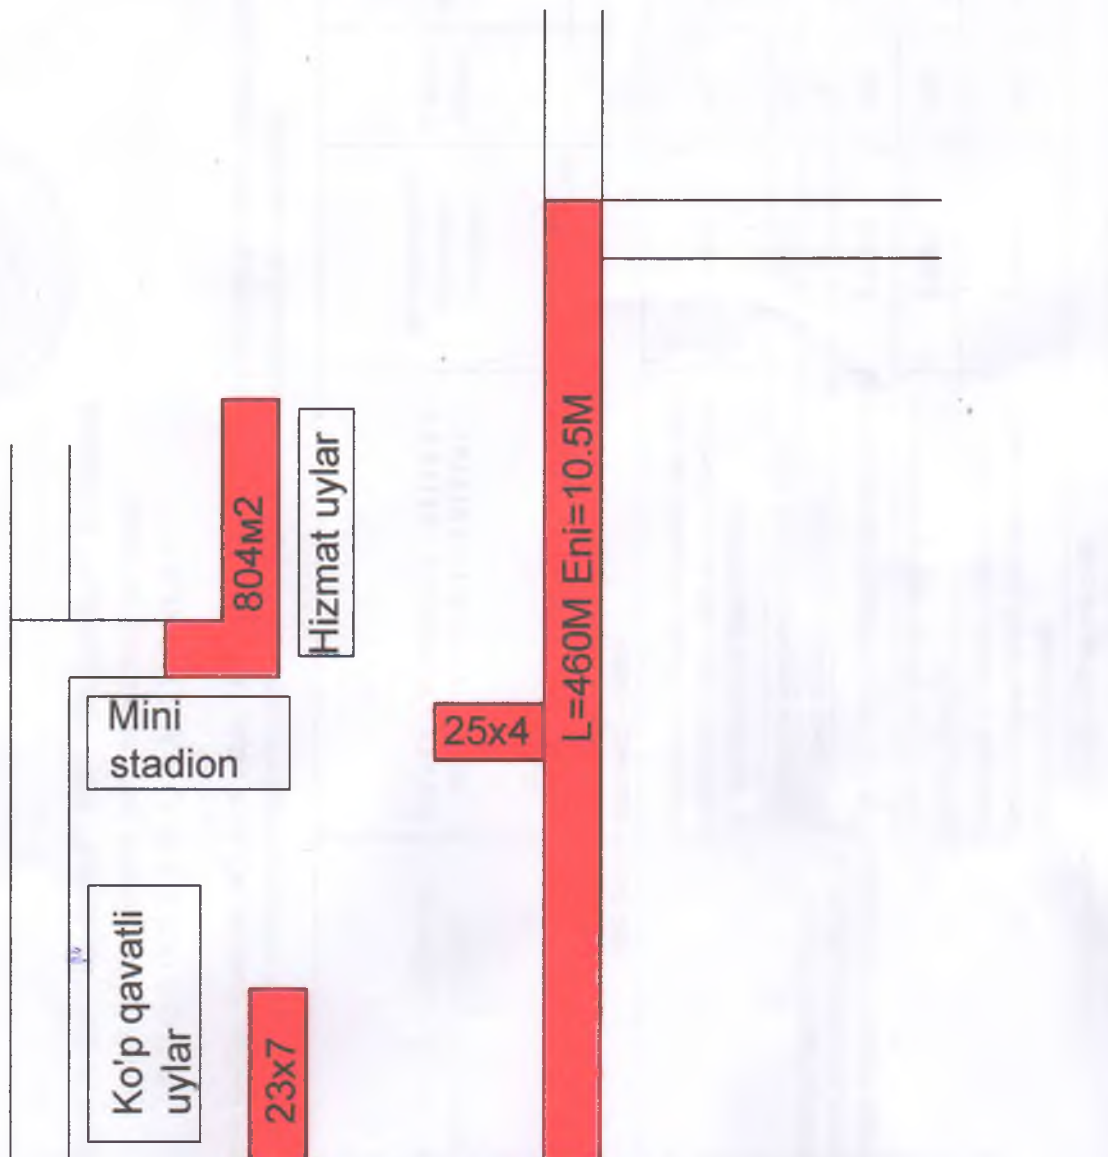 L=460M Eni=10.5M
804м2
Hizmat uylar
Mini
stadion
25x4
Ko'p qavatli
uylar
23x7